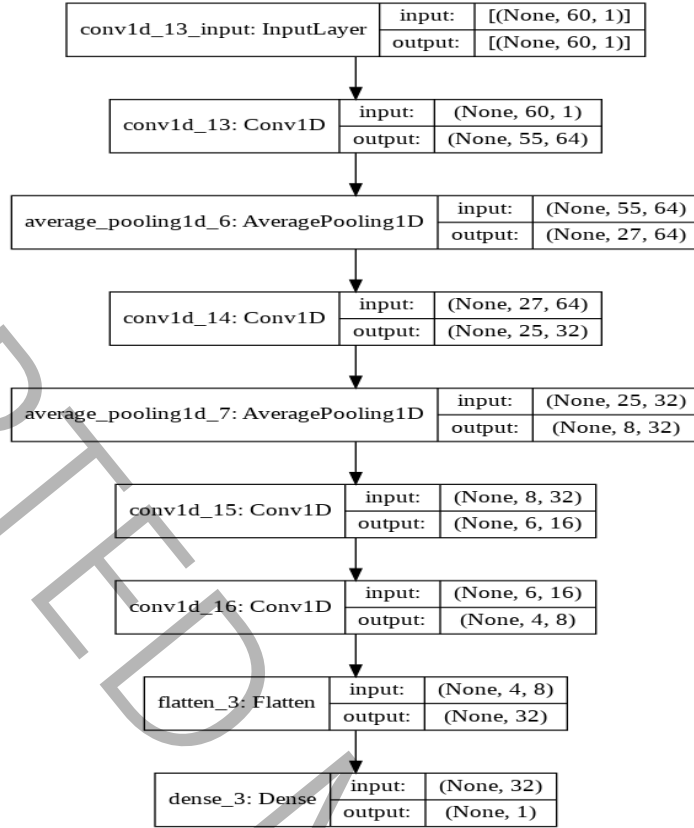 conv1d_13_input: InputLayer
input: [(None, 60, 1)]
output: [(None, 60, 1)]
conv1d_13: Conv1D
input: (None, 60, 1)
output: (None, 55, 64)
average_pooling1d_6: AveragePooling1D
input: (None, 55, 64)
output: (None, 27, 64)
conv1d_14: Conv1D
input: (None, 27, 64)
output: (None, 25, 32)
average_pooling1d_7: AveragePooling1D
input: (None, 25, 32)
output: (None, 8, 32)
conv1d_15: Conv1D
input: (None, 8, 32)
output: (None, 6, 16)
conv1d_16: Conv1D
input: (None, 6, 16)
output: (None, 4, 8)
flatten_3: Flatten
input: (None, 4, 8)
output: (None, 32)
dense_3: Dense
input: (None, 32)
output: (None, 1)
PTED